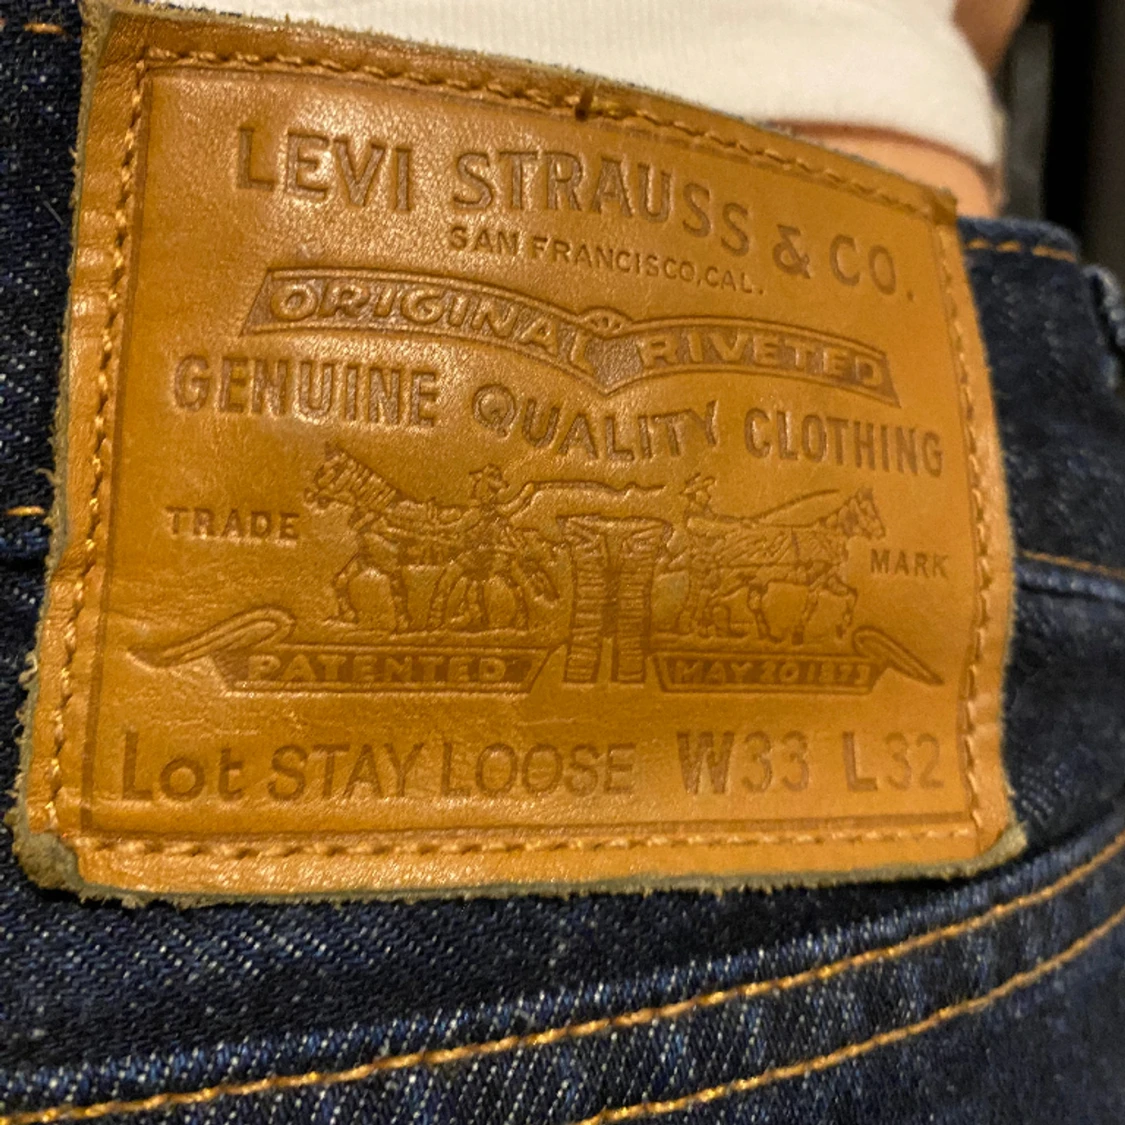 LEVI STRAUSS & CO.
SAN FRANCISCO, CAL.
ORIGINAL RIVETED
GENUINE QUALITY CLOTHING
TRADE MARK
PATENTED MAY 20 1873
Lot STAY LOOSE W33 L32